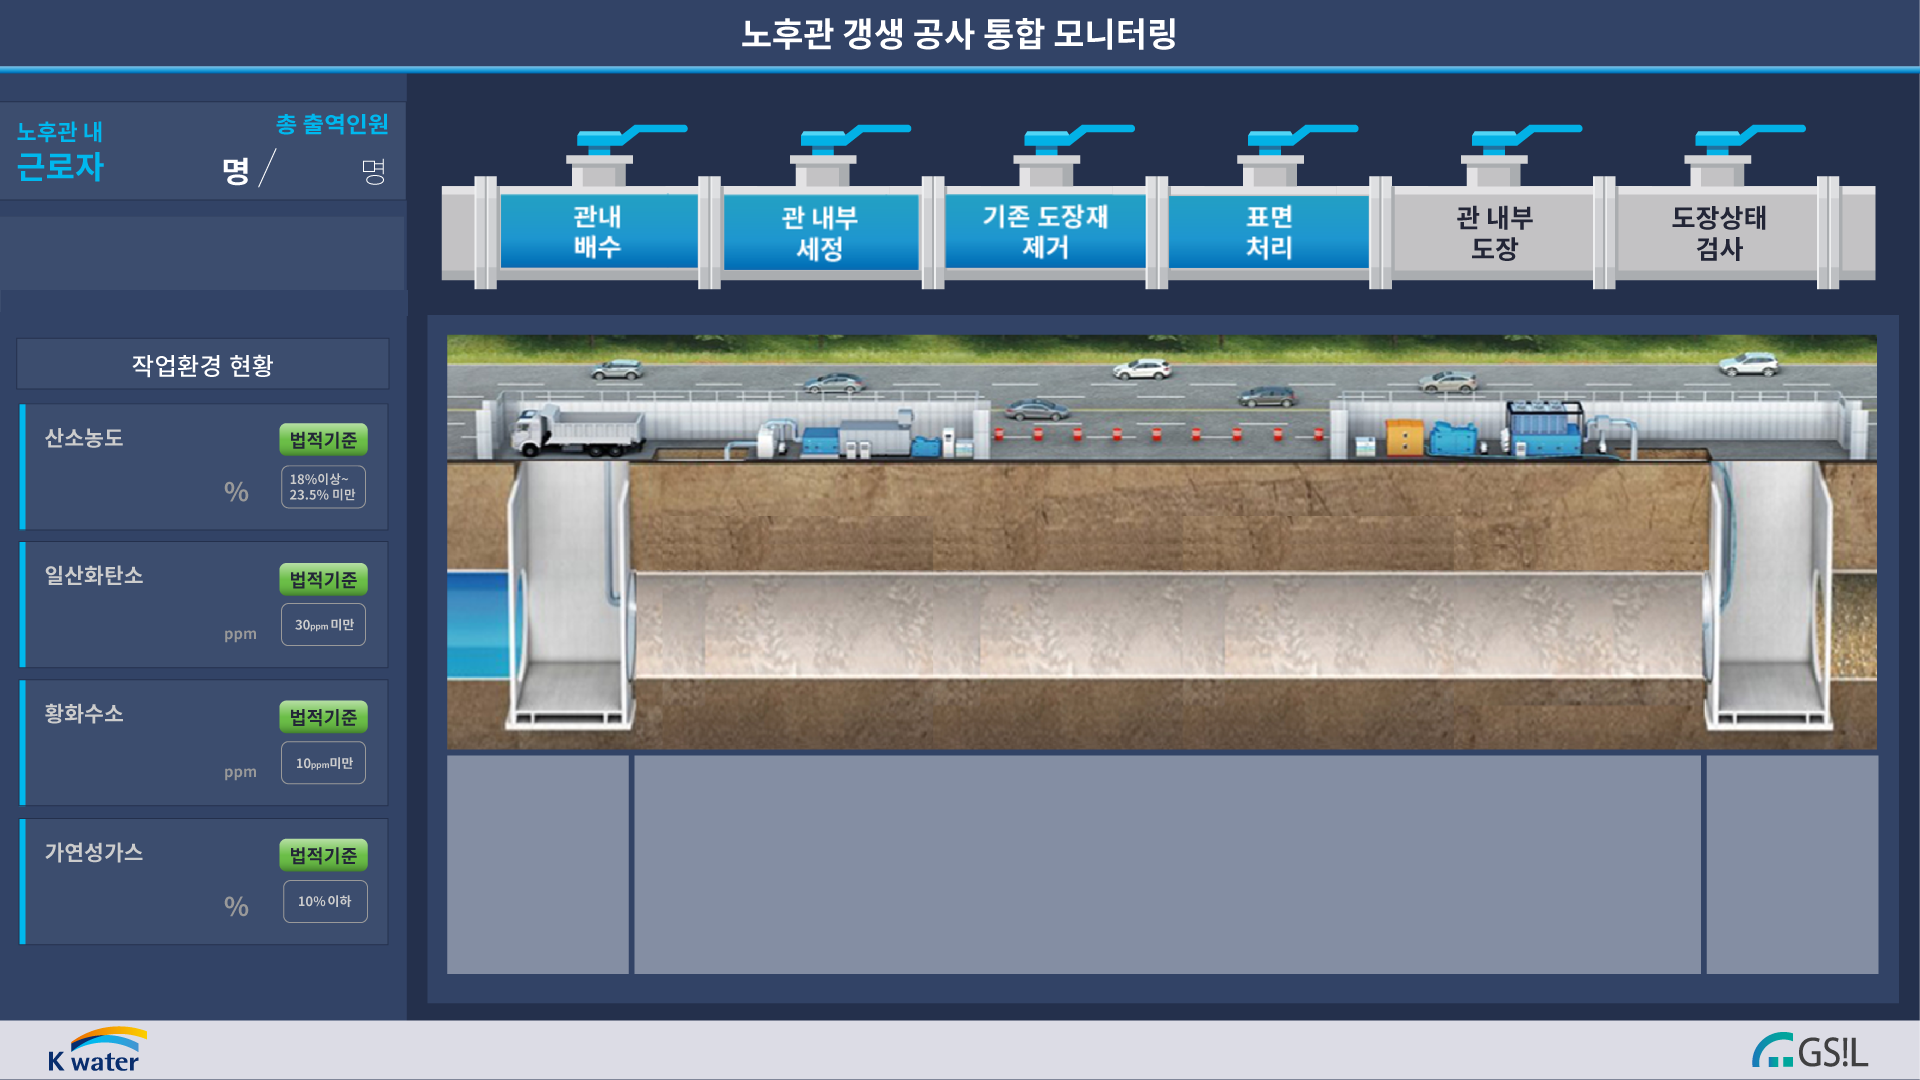 노후관 갱생 공사 통합 모니터링
노후관 내
근로자
총 출역인원
명 / 명
관내
배수
관 내부
세정
기존 도장재
제거
표면
처리
관 내부
도장
도장상태
검사
작업환경 현황
산소농도
법적기준
%
18%이상~
23.5% 미만
일산화탄소
법적기준
ppm
30ppm 미만
황화수소
법적기준
ppm
10ppm미만
가연성가스
법적기준
%
10% 이하
K water
GSIL